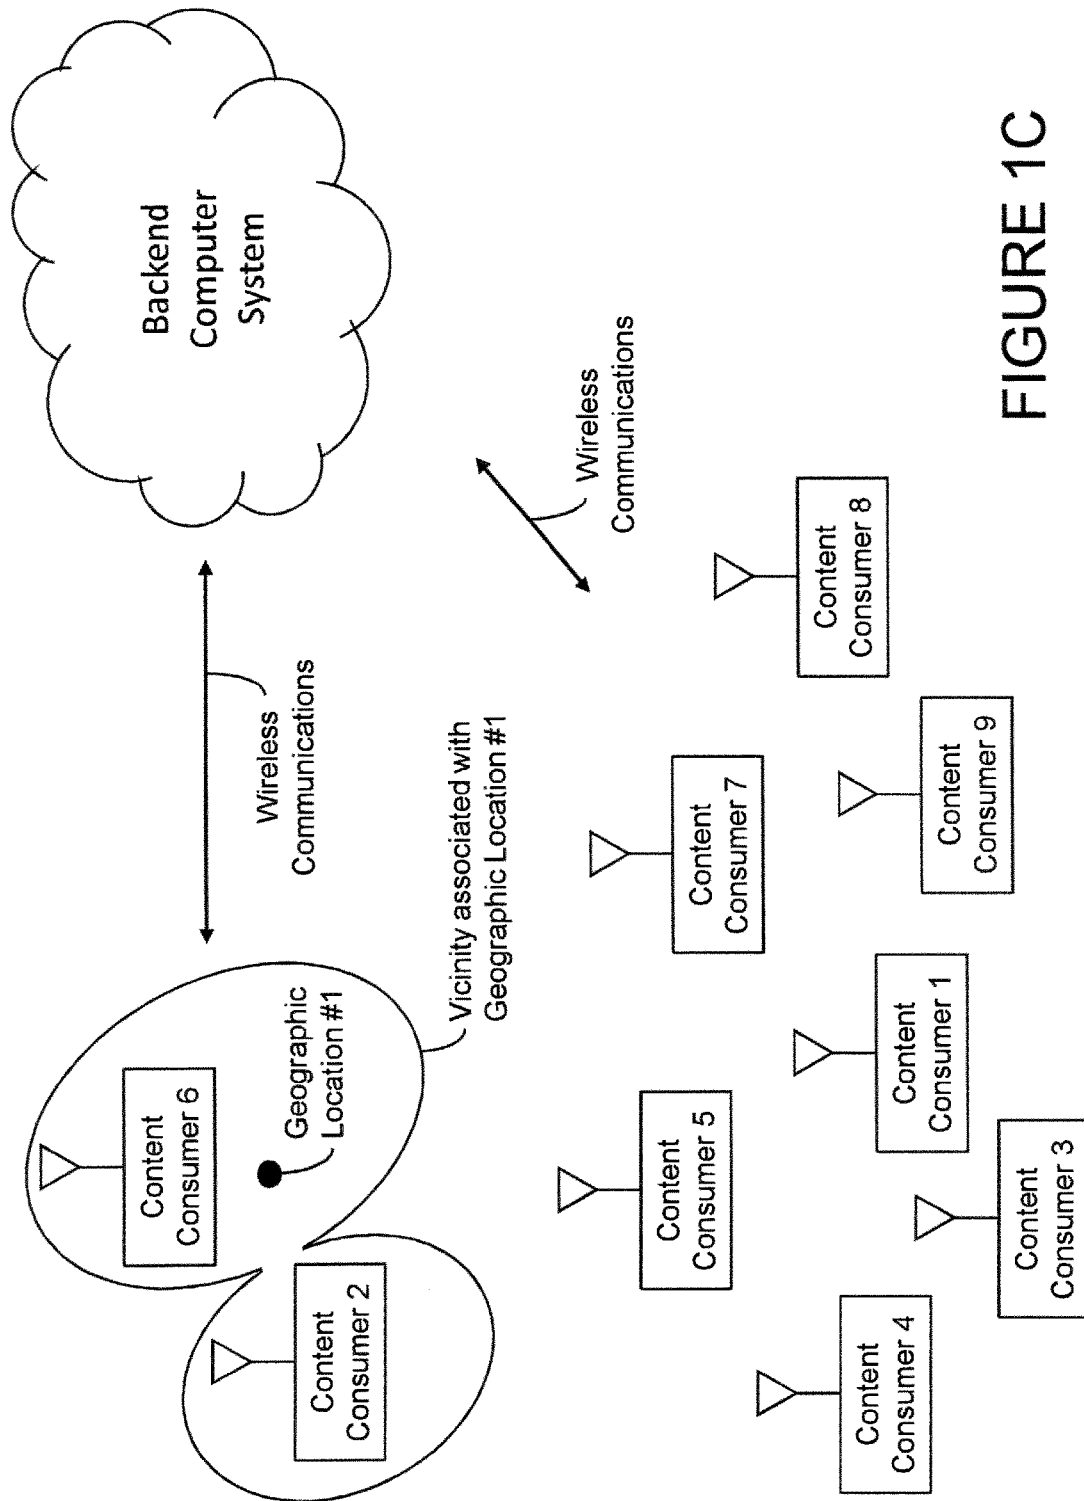 Content
Consumer 2
Content
Consumer 6
Geographic
Location #1
Vicinity associated with
Geographic Location #1
Wireless
Communications
Backend
Computer
System
Wireless
Communications
Content
Consumer 4
Content
Consumer 3
Content
Consumer 5
Content
Consumer 1
Content
Consumer 7
Content
Consumer 9
Content
Consumer 8
FIGURE 1C